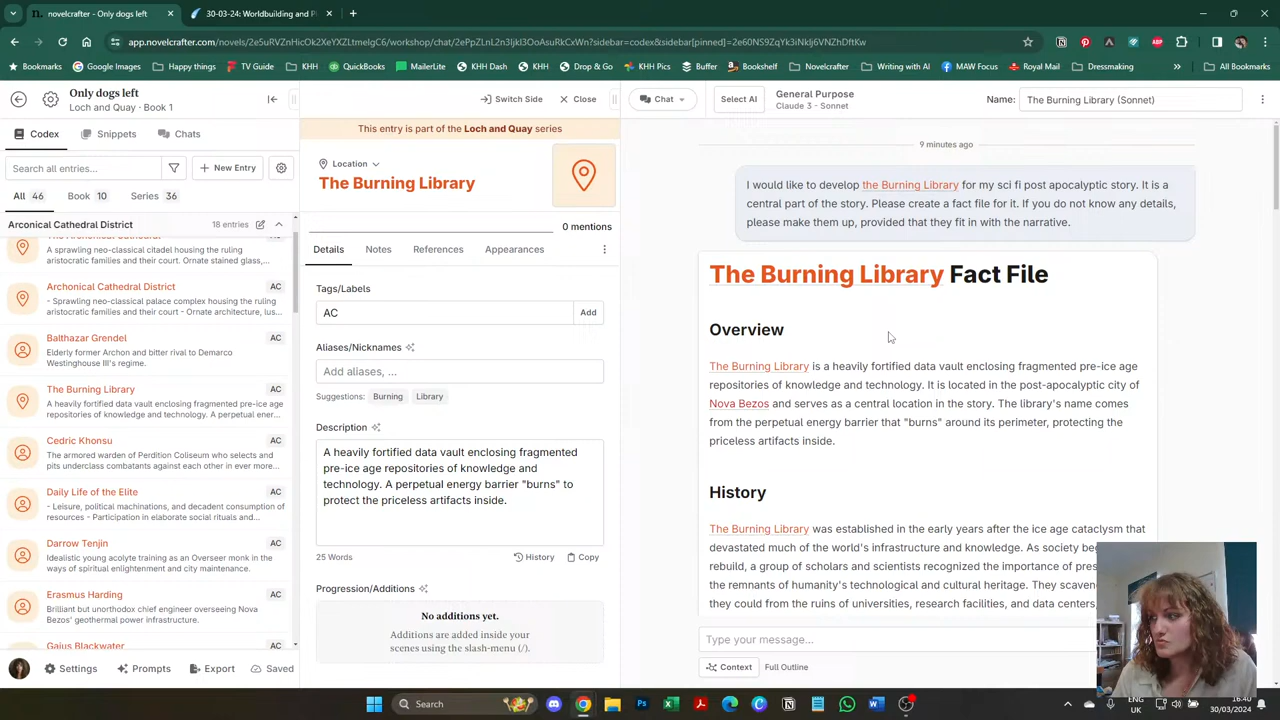 novelcrafter - Only dogs left
30-03-24: Worldbuilding and P
app.novelcrafter.com/novels/2e5uRVZnHicOk2XeYXZLtmelgC6/workshop/chat/2ePpZLnL2n3IjkI3OoAsuRkCxWn?sidebar=codex&sidebar[pinned]=2e60NS9ZqYk3iNklj6VNZhDftKw
Bookmarks Google Images Happy things TV Guide KHH QuickBooks MailerLite KHH Drop & Go Pics Buffer Bookshelf Novelcrafter Writing with AI Meta - KHH Royal Mail Dressmaking All Bookmarks
Only dogs left
Loch and Quay - Book 1
Codex Snippets Chats
Search all entries...
New Entry
All 46 Book 10 Series 36
Arconical Cathedral District 18 entries
A sprawling neo-classical citadel housing the ruling
aristocratic families and their court. Ornate stained glass,...
Archonical Cathedral District AC
- Sprawling neo-classical palace complex housing the ruling
aristocratic families and their court - Ornate architecture, lus...
Balthazar Grendel AC
Elderly former Archon and bitter rival to Demarco
Westinghouse III's regime.
The Burning Library AC
A heavily fortified data vault enclosing fragmented pre-ice age
repositories of knowledge and technology. A perpetual ener...
Cedric Khonsu AC
The armored warden of Perdition Coliseum who selects and
pits underclass combatants against each other in ever more...
Daily Life of the Elite AC
- Leisure, political machinations, and decadent consumption of
resources - Participation in elaborate social rituals and...
Darrow Tenjin AC
Idealistic young acolyte training as an Overseer monk in the
ways of spiritual enlightenment and city maintenance.
Erasmus Harding AC
Brilliant but unorthodox chief engineer overseeing Nova
Bezos' geothermal power infrastructure.
Gaius Blackwater
Settings Prompts Export Saved
Switch Side Close
This entry is part of the Loch and Quay series
Location
The Burning Library
0 mentions
Details Notes References Appearances
Tags/Labels
AC Add
Aliases/Nicknames
Add aliases, ...
Suggestions: Burning Library
Description
A heavily fortified data vault enclosing fragmented
pre-ice age repositories of knowledge and
technology. A perpetual energy barrier "burns" to
protect the priceless artifacts inside.
25 Words History Copy
Progression/Additions
No additions yet.
Additions are added inside your
scenes using the slash-menu (/).
Chat Select AI
General Purpose
Claude 3 - Sonnet
Name: The Burning Library (Sonnet)
9 minutes ago
I would like to develop the Burning Library for my sci fi post apocalyptic story. It is a
central part of the story. Please create a fact file for it. If you do not know any details,
please make them up, provided that they fit in with the narrative.
The Burning Library Fact File
Overview
The Burning Library is a heavily fortified data vault enclosing fragmented pre-ice age
repositories of knowledge and technology. It is located in the post-apocalyptic city of
Nova Bezos and serves as a central location in the story. The library's name comes
from the perpetual energy barrier that "burns" around its perimeter, protecting the
priceless artifacts inside.
History
The Burning Library was established in the early years after the ice age cataclysm that
devastated much of the world's infrastructure and knowledge. As society
rebuild, a group of scholars and scientists recognized the importance of
the remnants of humanity's technological and cultural heritage. They
they could from the ruins of universities, research facilities, and data centers,
Type your message...
Context Full Outline
Search
ENG
16:40
30/03/2024